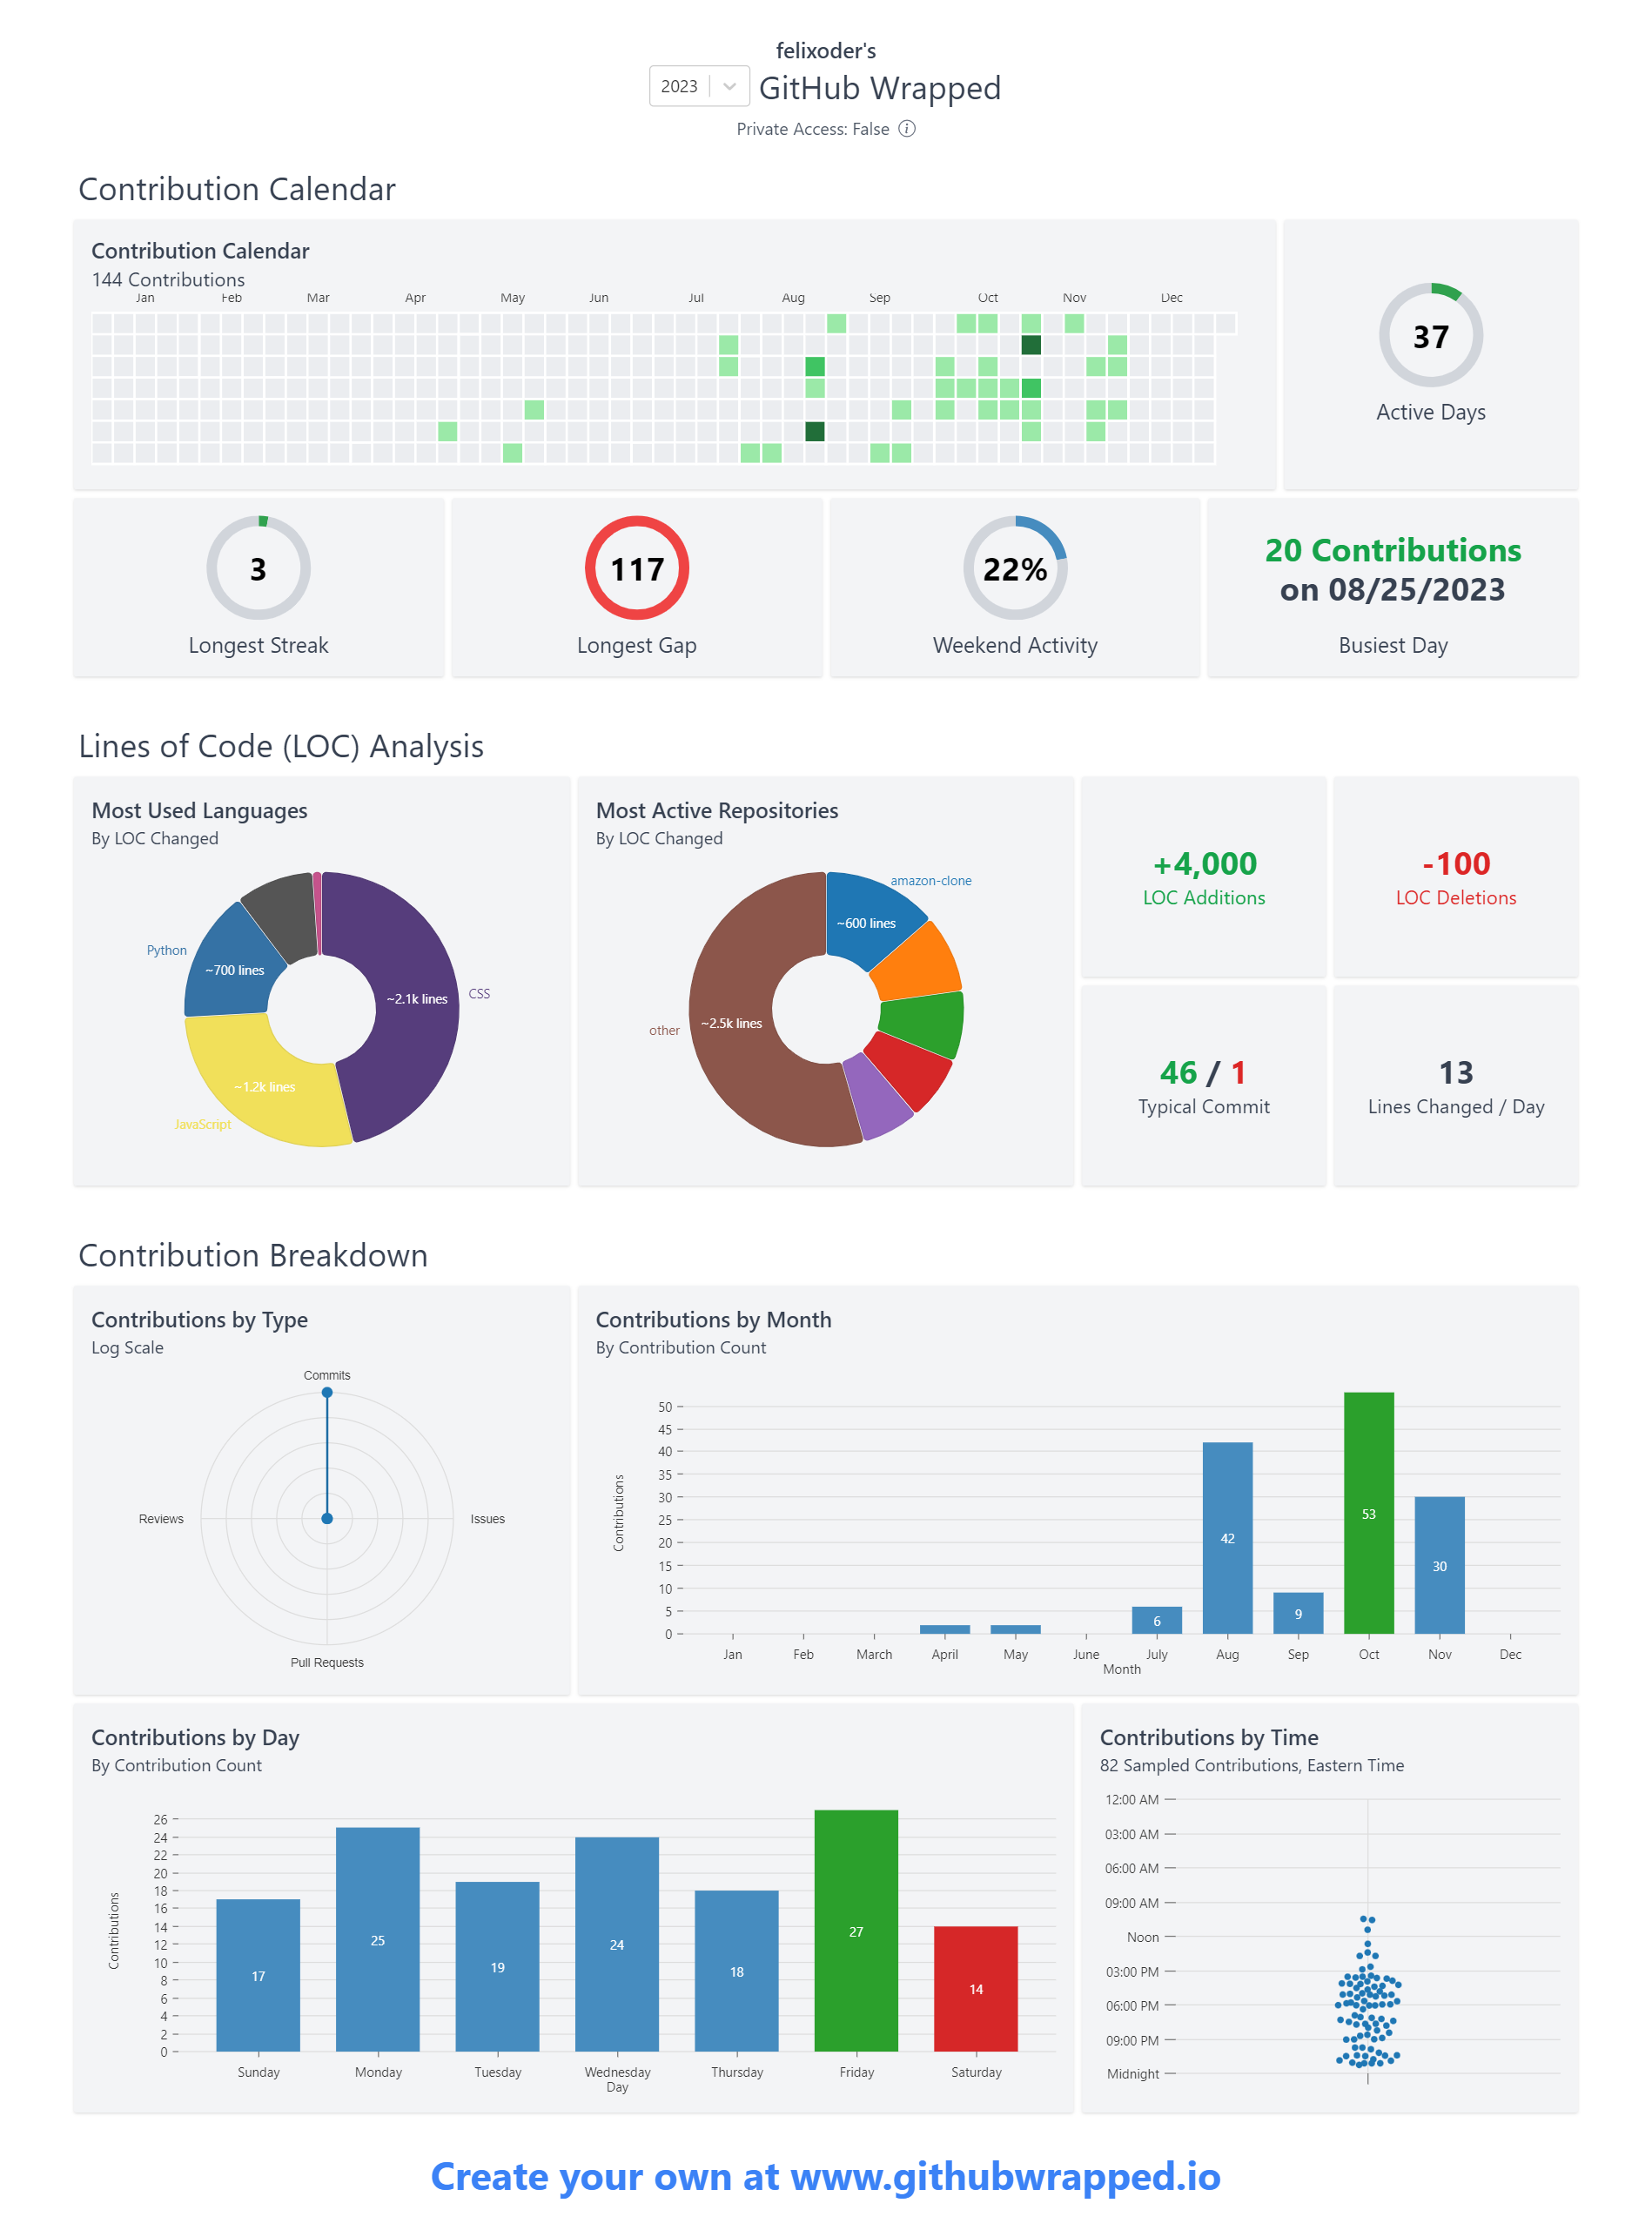 felixoder's
2023
GitHub Wrapped
Private Access: False
Contribution Calendar
Contribution Calendar
144 Contributions
Jan Feb Mar Apr May Jun Jul Aug Sep Oct Nov Dec
37
Active Days
3
Longest Streak
117
Longest Gap
22%
Weekend Activity
20 Contributions
on 08/25/2023
Busiest Day
Lines of Code (LOC) Analysis
Most Used Languages
By LOC Changed
Python
~700 lines
~2.1k lines
CSS
~1.2k lines
JavaScript
Most Active Repositories
By LOC Changed
amazon-clone
~600 lines
other
~2.5k lines
+4,000
LOC Additions
-100
LOC Deletions
46 / 1
Typical Commit
13
Lines Changed / Day
Contribution Breakdown
Contributions by Type
Log Scale
Commits
Reviews
Issues
Pull Requests
Contributions by Month
By Contribution Count
50
45
40
35
30
25
20
15
10
5
0
Contributions
6
42
9
53
30
Jan Feb March April May June July Aug Sep Oct Nov Dec
Month
Contributions by Day
By Contribution Count
26
24
22
20
18
16
14
12
10
8
6
4
2
0
Contributions
17
25
19
24
18
27
14
Sunday Monday Tuesday Wednesday Thursday Friday Saturday
Day
Contributions by Time
82 Sampled Contributions, Eastern Time
12:00 AM
03:00 AM
06:00 AM
09:00 AM
Noon
03:00 PM
06:00 PM
09:00 PM
Midnight
Create your own at www.githubwrapped.io